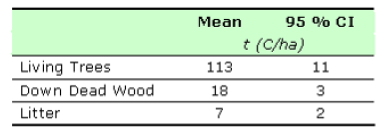 Mean 95 % CI
t (C/ha)
Living Trees 113 11
Down Dead Wood 18 3
Litter 7 2